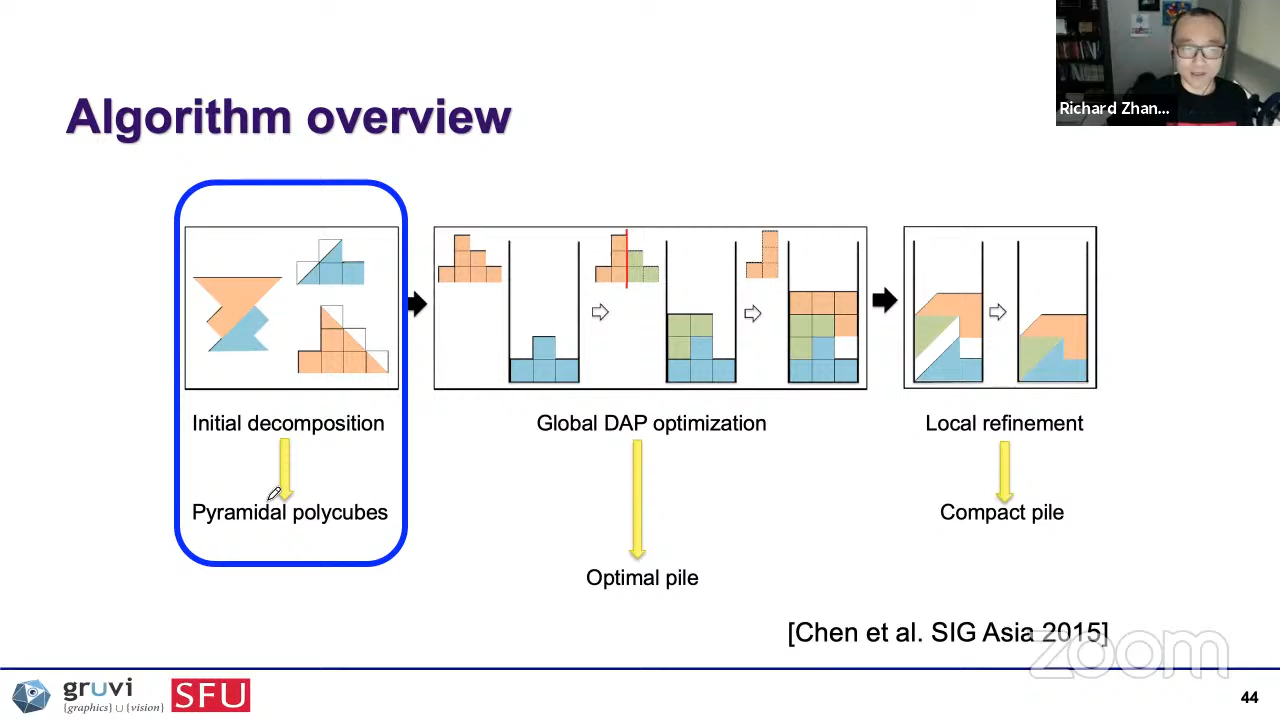 Richard Zhan...
Algorithm overview
Initial decomposition
Global DAP optimization
Local refinement
Pyramidal polycubes
Compact pile
Optimal pile
[Chen et al. SIG Asia 2015]
zoom
gruvi
{graphics} U {vision}
SFU
44